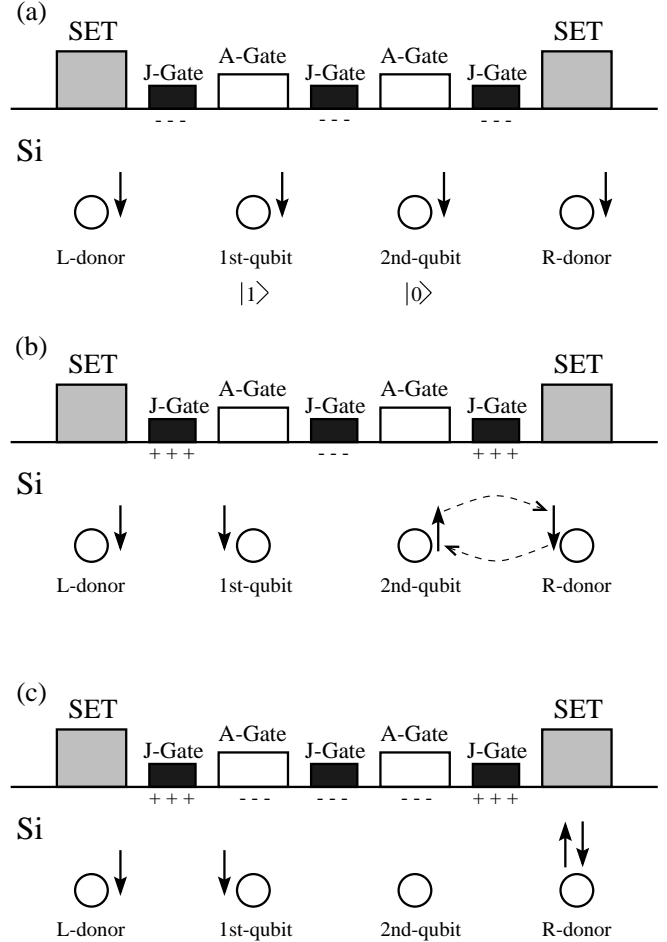 (a)
SET SET
J-Gate A-Gate J-Gate A-Gate J-Gate
- - - - - - - - -
Si
L-donor 1st-qubit 2nd-qubit R-donor
|1> |0>
(b)
SET SET
J-Gate A-Gate J-Gate A-Gate J-Gate
+ + + - - - + + +
Si
L-donor 1st-qubit 2nd-qubit R-donor
(c)
SET SET
J-Gate A-Gate J-Gate A-Gate J-Gate
+ + + - - - - - - - - - + + +
Si
L-donor 1st-qubit 2nd-qubit R-donor